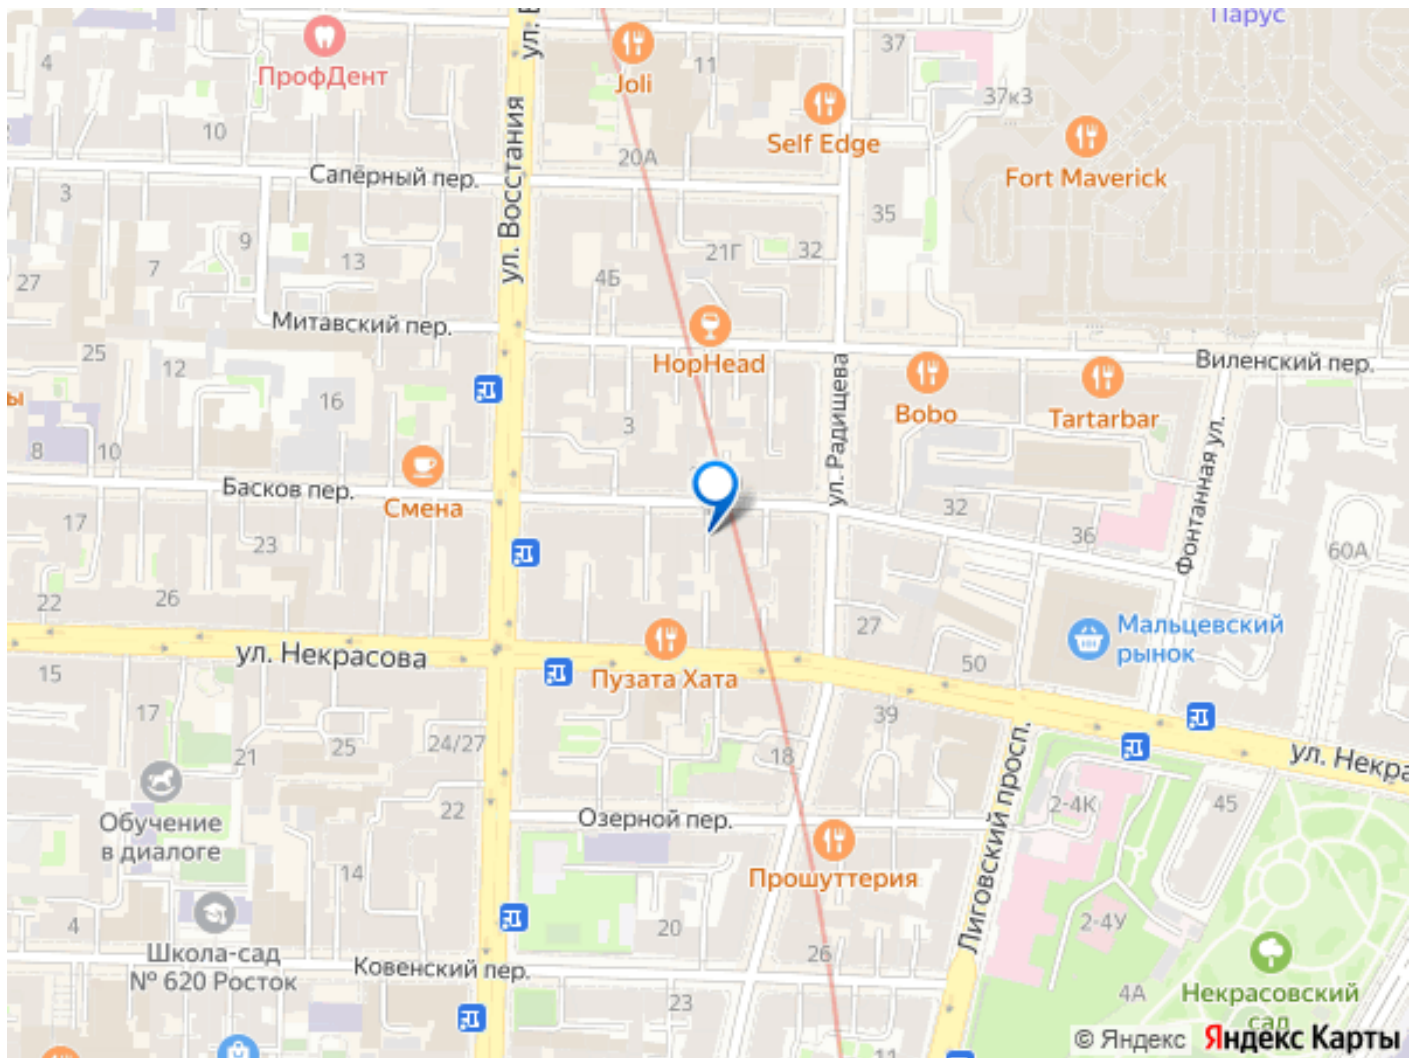 Парус
ул. В
4
ПрофДент
10
Joli
11
37
37к3
Self Edge
Fort Maverick
20А
Сапёрный пер.
ул. Восстания
3
9
7
27
13
35
21Г
32
4Б
Митавский пер.
HopHead
Виленский пер.
25
12
16
ы
8
10
3
ул. Радищева
Bobo
Tartarbar
Фонтанная ул.
Басков пер.
Смена
17
23
32
36
60А
22
26
27
50
Мальцевский
рынок
ул. Некрасова
Пузата Хата
15
17
21
25
24/27
39
18
ул. Некра
Лиговский просп.
Обучение
в диалоге
22
Озерной пер.
2-4К
45
Прошуттерия
14
4
Школа-сад
№ 620 Росток
20
26
2-4У
Ковенский пер.
23
4А
Некрасовский
сад
11
© Яндекс Яндекс Карты